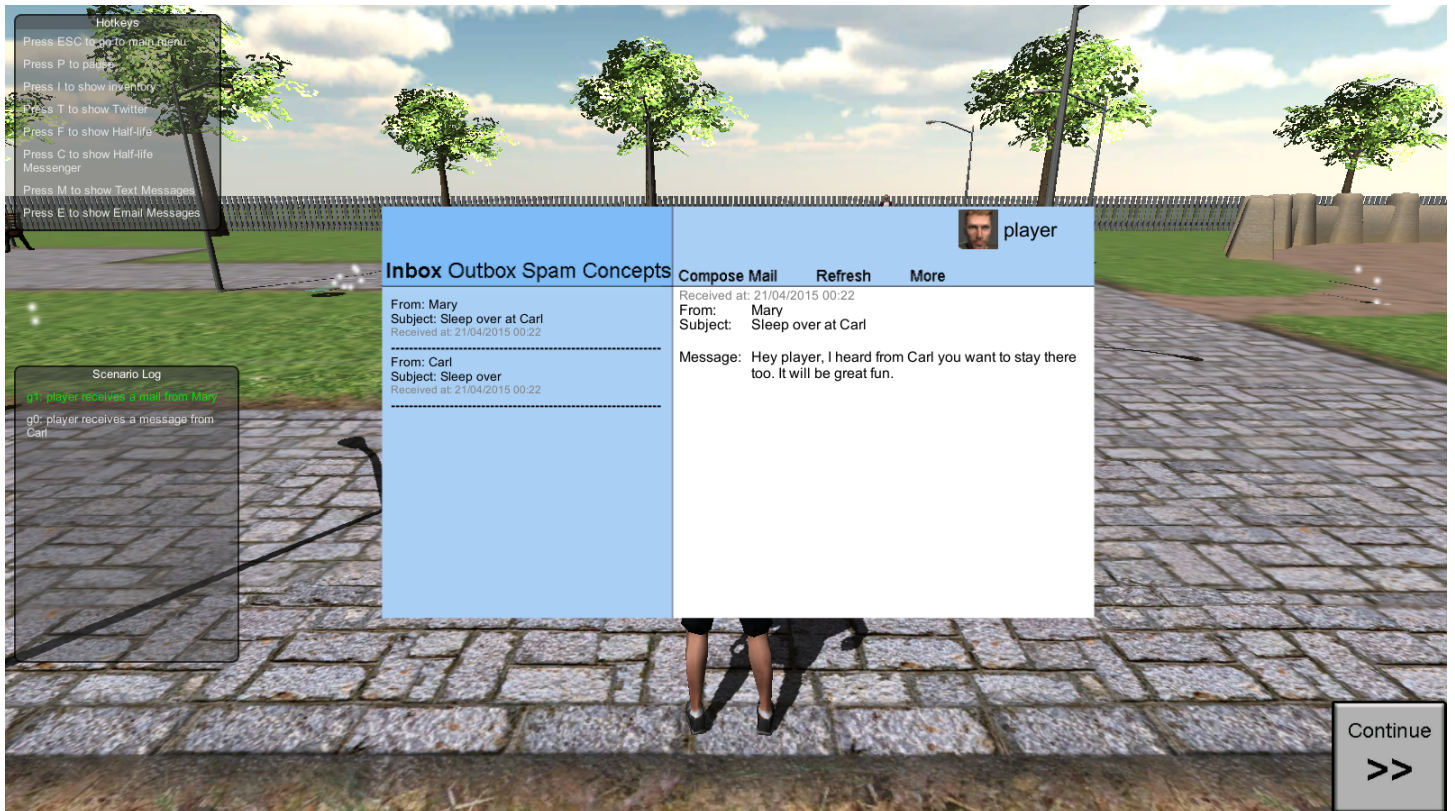 Hotkeys
Press ESC to go to main menu
Press P to pause
Press I to show inventory
Press T to show Twitter
Press F to show Half-life
Press C to show Half-life
Messenger
Press M to show Text Messages
Press E to show Email Messages
Scenario Log
g1: player receives a mail from Mary
g0: player receives a message from
Carl
Inbox Outbox Spam Concepts
From: Mary
Subject: Sleep over at Carl
Received at: 21/04/2015 00:22
From: Carl
Subject: Sleep over
Received at: 21/04/2015 00:22
player
Compose Mail Refresh More
Received at: 21/04/2015 00:22
From: Mary
Subject: Sleep over at Carl
Message: Hey player, I heard from Carl you want to stay there
too. It will be great fun.
Continue
>>